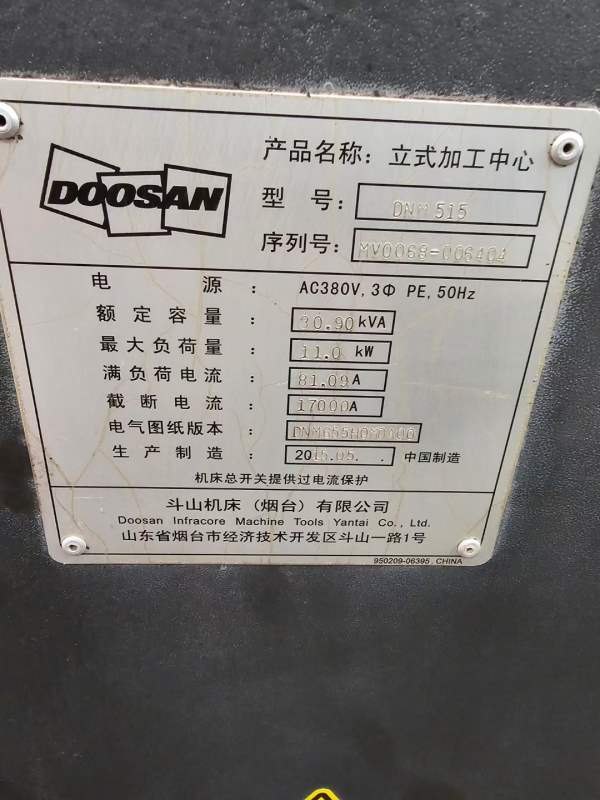 DOOSAN
产品名称：立式加工中心
型号： DNM 515
序列号： MV0069-006404
电源： AC380V, 3Φ PE, 50Hz
额定容量： 30.90 kVA
最大负荷量： 11.0 kW
满负荷电流： 81.09 A
截断电流： 17000A
电气图纸版本：
生产制造： 2015.05. . 中国制造
机床总开关提供过电流保护
斗山机床（烟台）有限公司
Doosan Infracore Machine Tools Yantai Co., Ltd.
山东省烟台市经济技术开发区斗山一路1号
950209-06395 CHINA